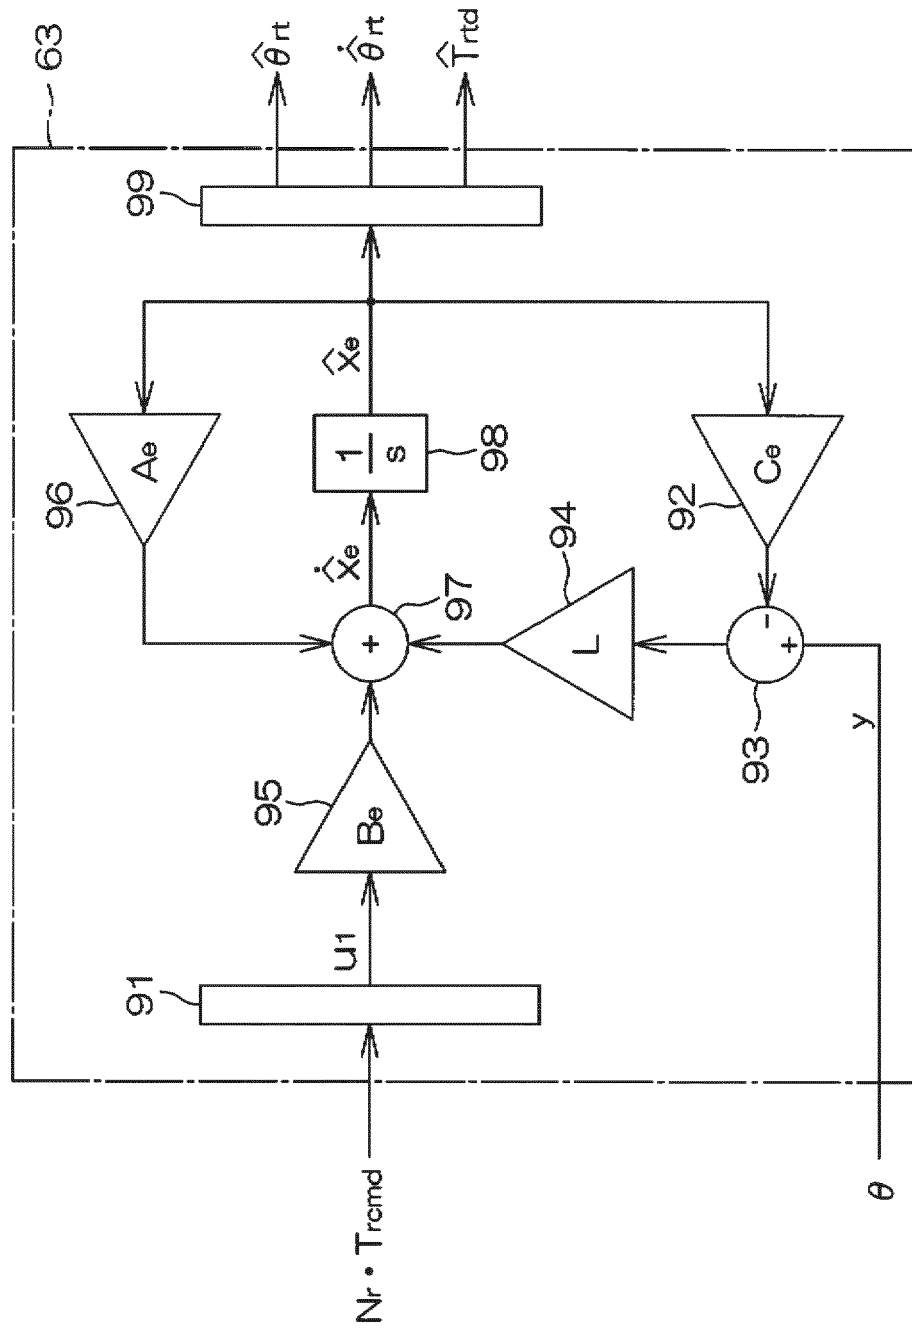 63
99
θ̂rt
θ̂̇rt
T̂rtd
96
Ae
x̂e
1
s
98
x̂̇e
97
+
94
L
92
Ce
-
+
93
y
95
Be
91
u1
Nr・Trcmd
θ